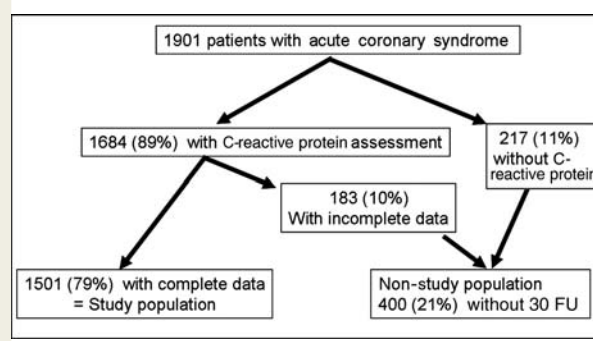 1901 patients with acute coronary syndrome
1684 (89%) with C-reactive protein assessment
217 (11%)
without C-
reactive protein
183 (10%)
With incomplete data
1501 (79%) with complete data
= Study population
Non-study population
400 (21%) without 30 FU